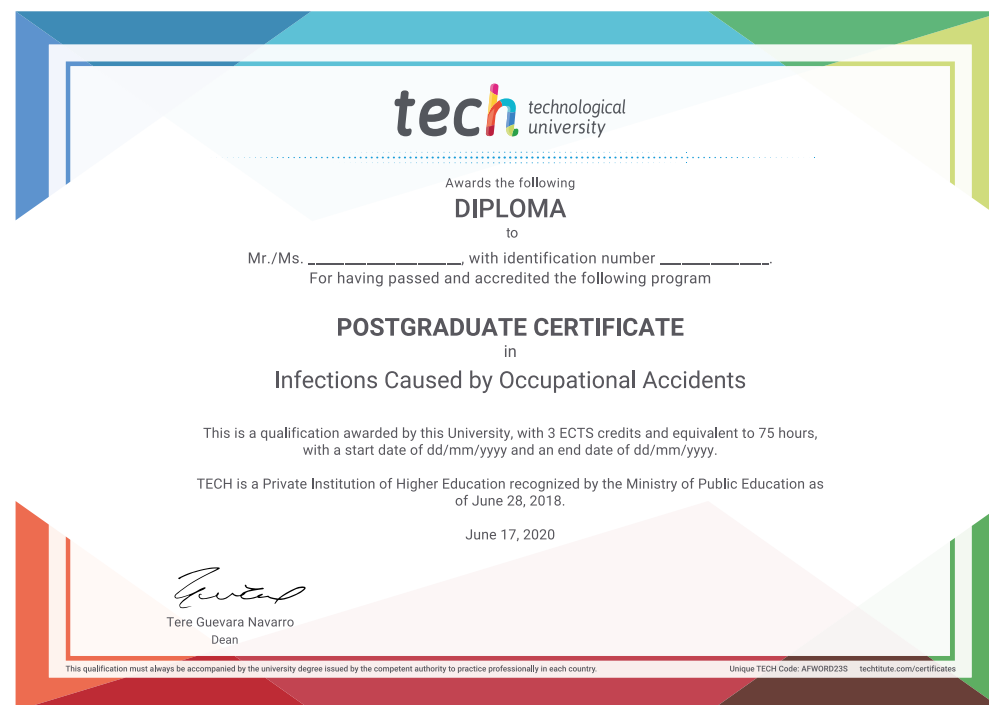 tech technological
university
Awards the following
DIPLOMA
to
Mr./Ms. ____________________, with identification number ______________.
For having passed and accredited the following program
POSTGRADUATE CERTIFICATE
in
Infections Caused by Occupational Accidents
This is a qualification awarded by this University, with 3 ECTS credits and equivalent to 75 hours,
with a start date of dd/mm/yyyy and an end date of dd/mm/yyyy.
TECH is a Private Institution of Higher Education recognized by the Ministry of Public Education as
of June 28, 2018.
June 17, 2020
Tere Guevara Navarro
Dean
This qualification must always be accompanied by the university degree issued by the competent authority to practice professionally in each country.
Unique TECH Code: AFWORD23S techtitute.com/certificates